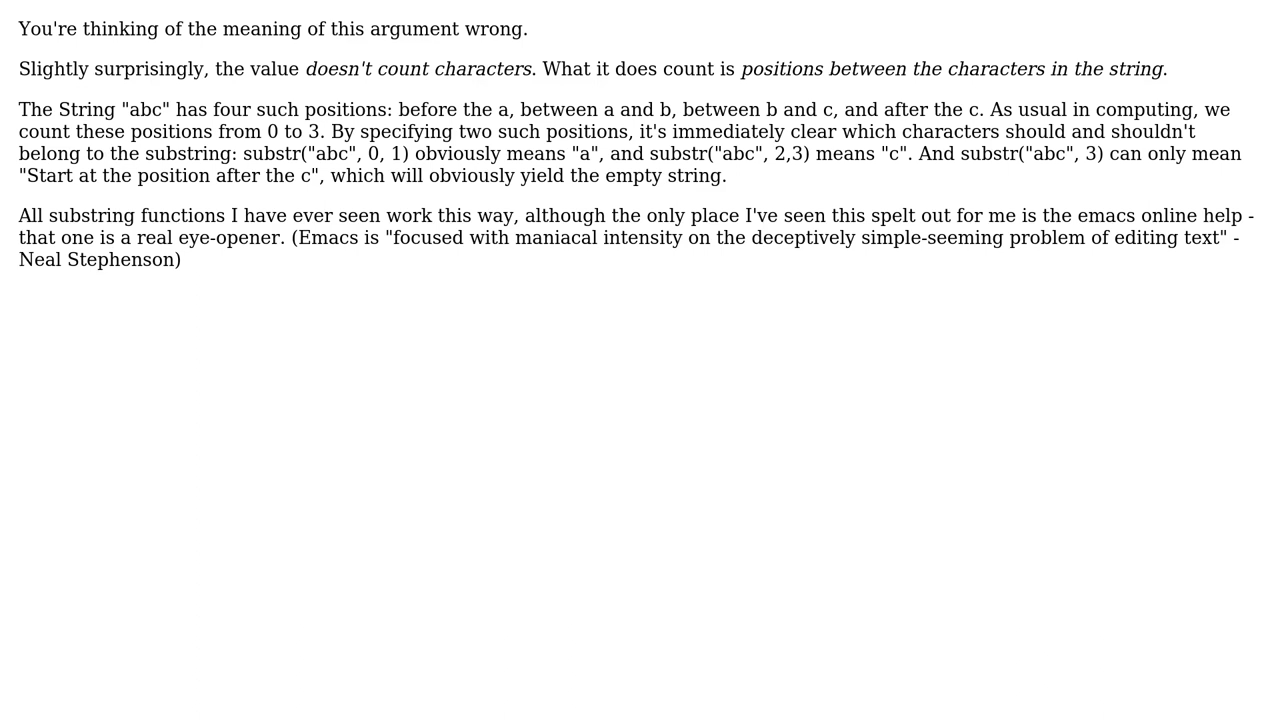 You're thinking of the meaning of this argument wrong.
Slightly surprisingly, the value doesn't count characters. What it does count is positions between the characters in the string.
The String "abc" has four such positions: before the a, between a and b, between b and c, and after the c. As usual in computing, we
count these positions from 0 to 3. By specifying two such positions, it's immediately clear which characters should and shouldn't
belong to the substring: substr("abc", 0, 1) obviously means "a", and substr("abc", 2,3) means "c". And substr("abc", 3) can only mean
"Start at the position after the c", which will obviously yield the empty string.
All substring functions I have ever seen work this way, although the only place I've seen this spelt out for me is the emacs online help -
that one is a real eye-opener. (Emacs is "focused with maniacal intensity on the deceptively simple-seeming problem of editing text" -
Neal Stephenson)